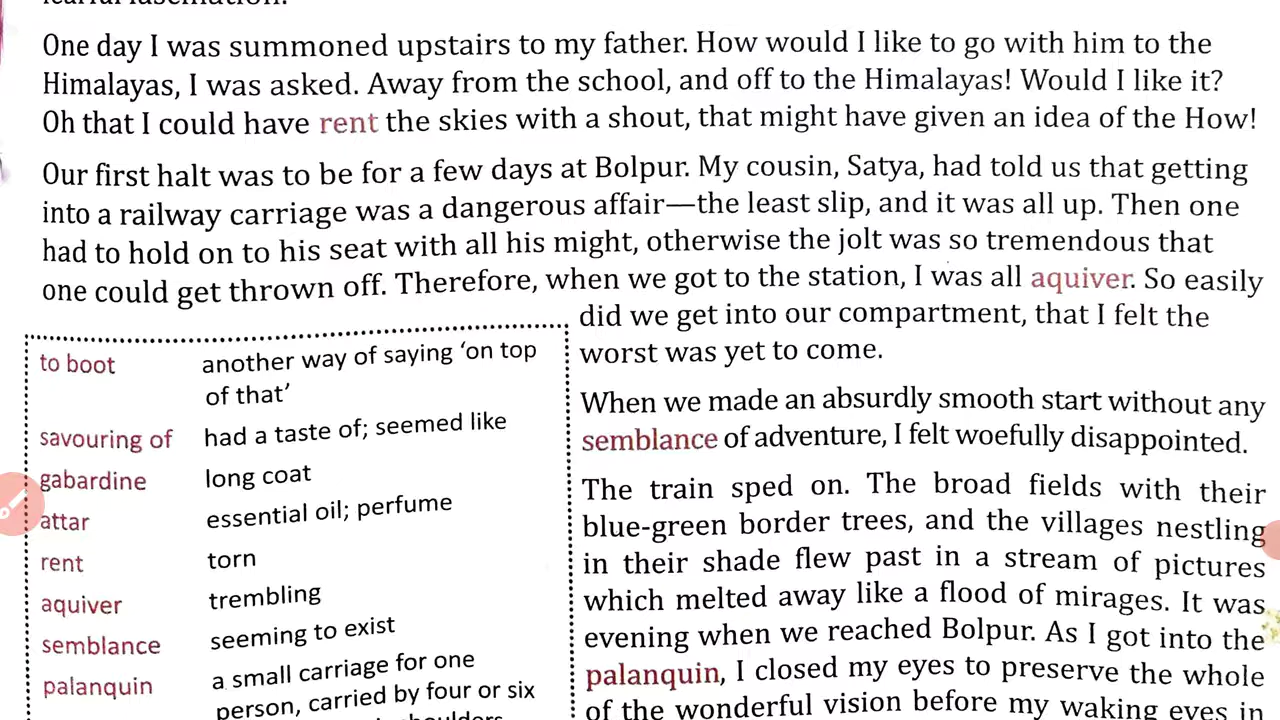 One day I was summoned upstairs to my father. How would I like to go with him to the
Himalayas, I was asked. Away from the school, and off to the Himalayas! Would I like it?
Oh that I could have rent the skies with a shout, that might have given an idea of the How!
Our first halt was to be for a few days at Bolpur. My cousin, Satya, had told us that getting
into a railway carriage was a dangerous affair—the least slip, and it was all up. Then one
had to hold on to his seat with all his might, otherwise the jolt was so tremendous that
one could get thrown off. Therefore, when we got to the station, I was all aquiver. So easily
did we get into our compartment, that I felt the
worst was yet to come.
When we made an absurdly smooth start without any
semblance of adventure, I felt woefully disappointed.
The train sped on. The broad fields with their
blue-green border trees, and the villages nestling
in their shade flew past in a stream of pictures
which melted away like a flood of mirages. It was
evening when we reached Bolpur. As I got into the
palanquin, I closed my eyes to preserve the whole
of the wonderful vision before my waking eyes in
to boot another way of saying ‘on top
of that’
savouring of had a taste of; seemed like
gabardine long coat
attar essential oil; perfume
rent torn
aquiver trembling
semblance seeming to exist
palanquin a small carriage for one
person, carried by four or six